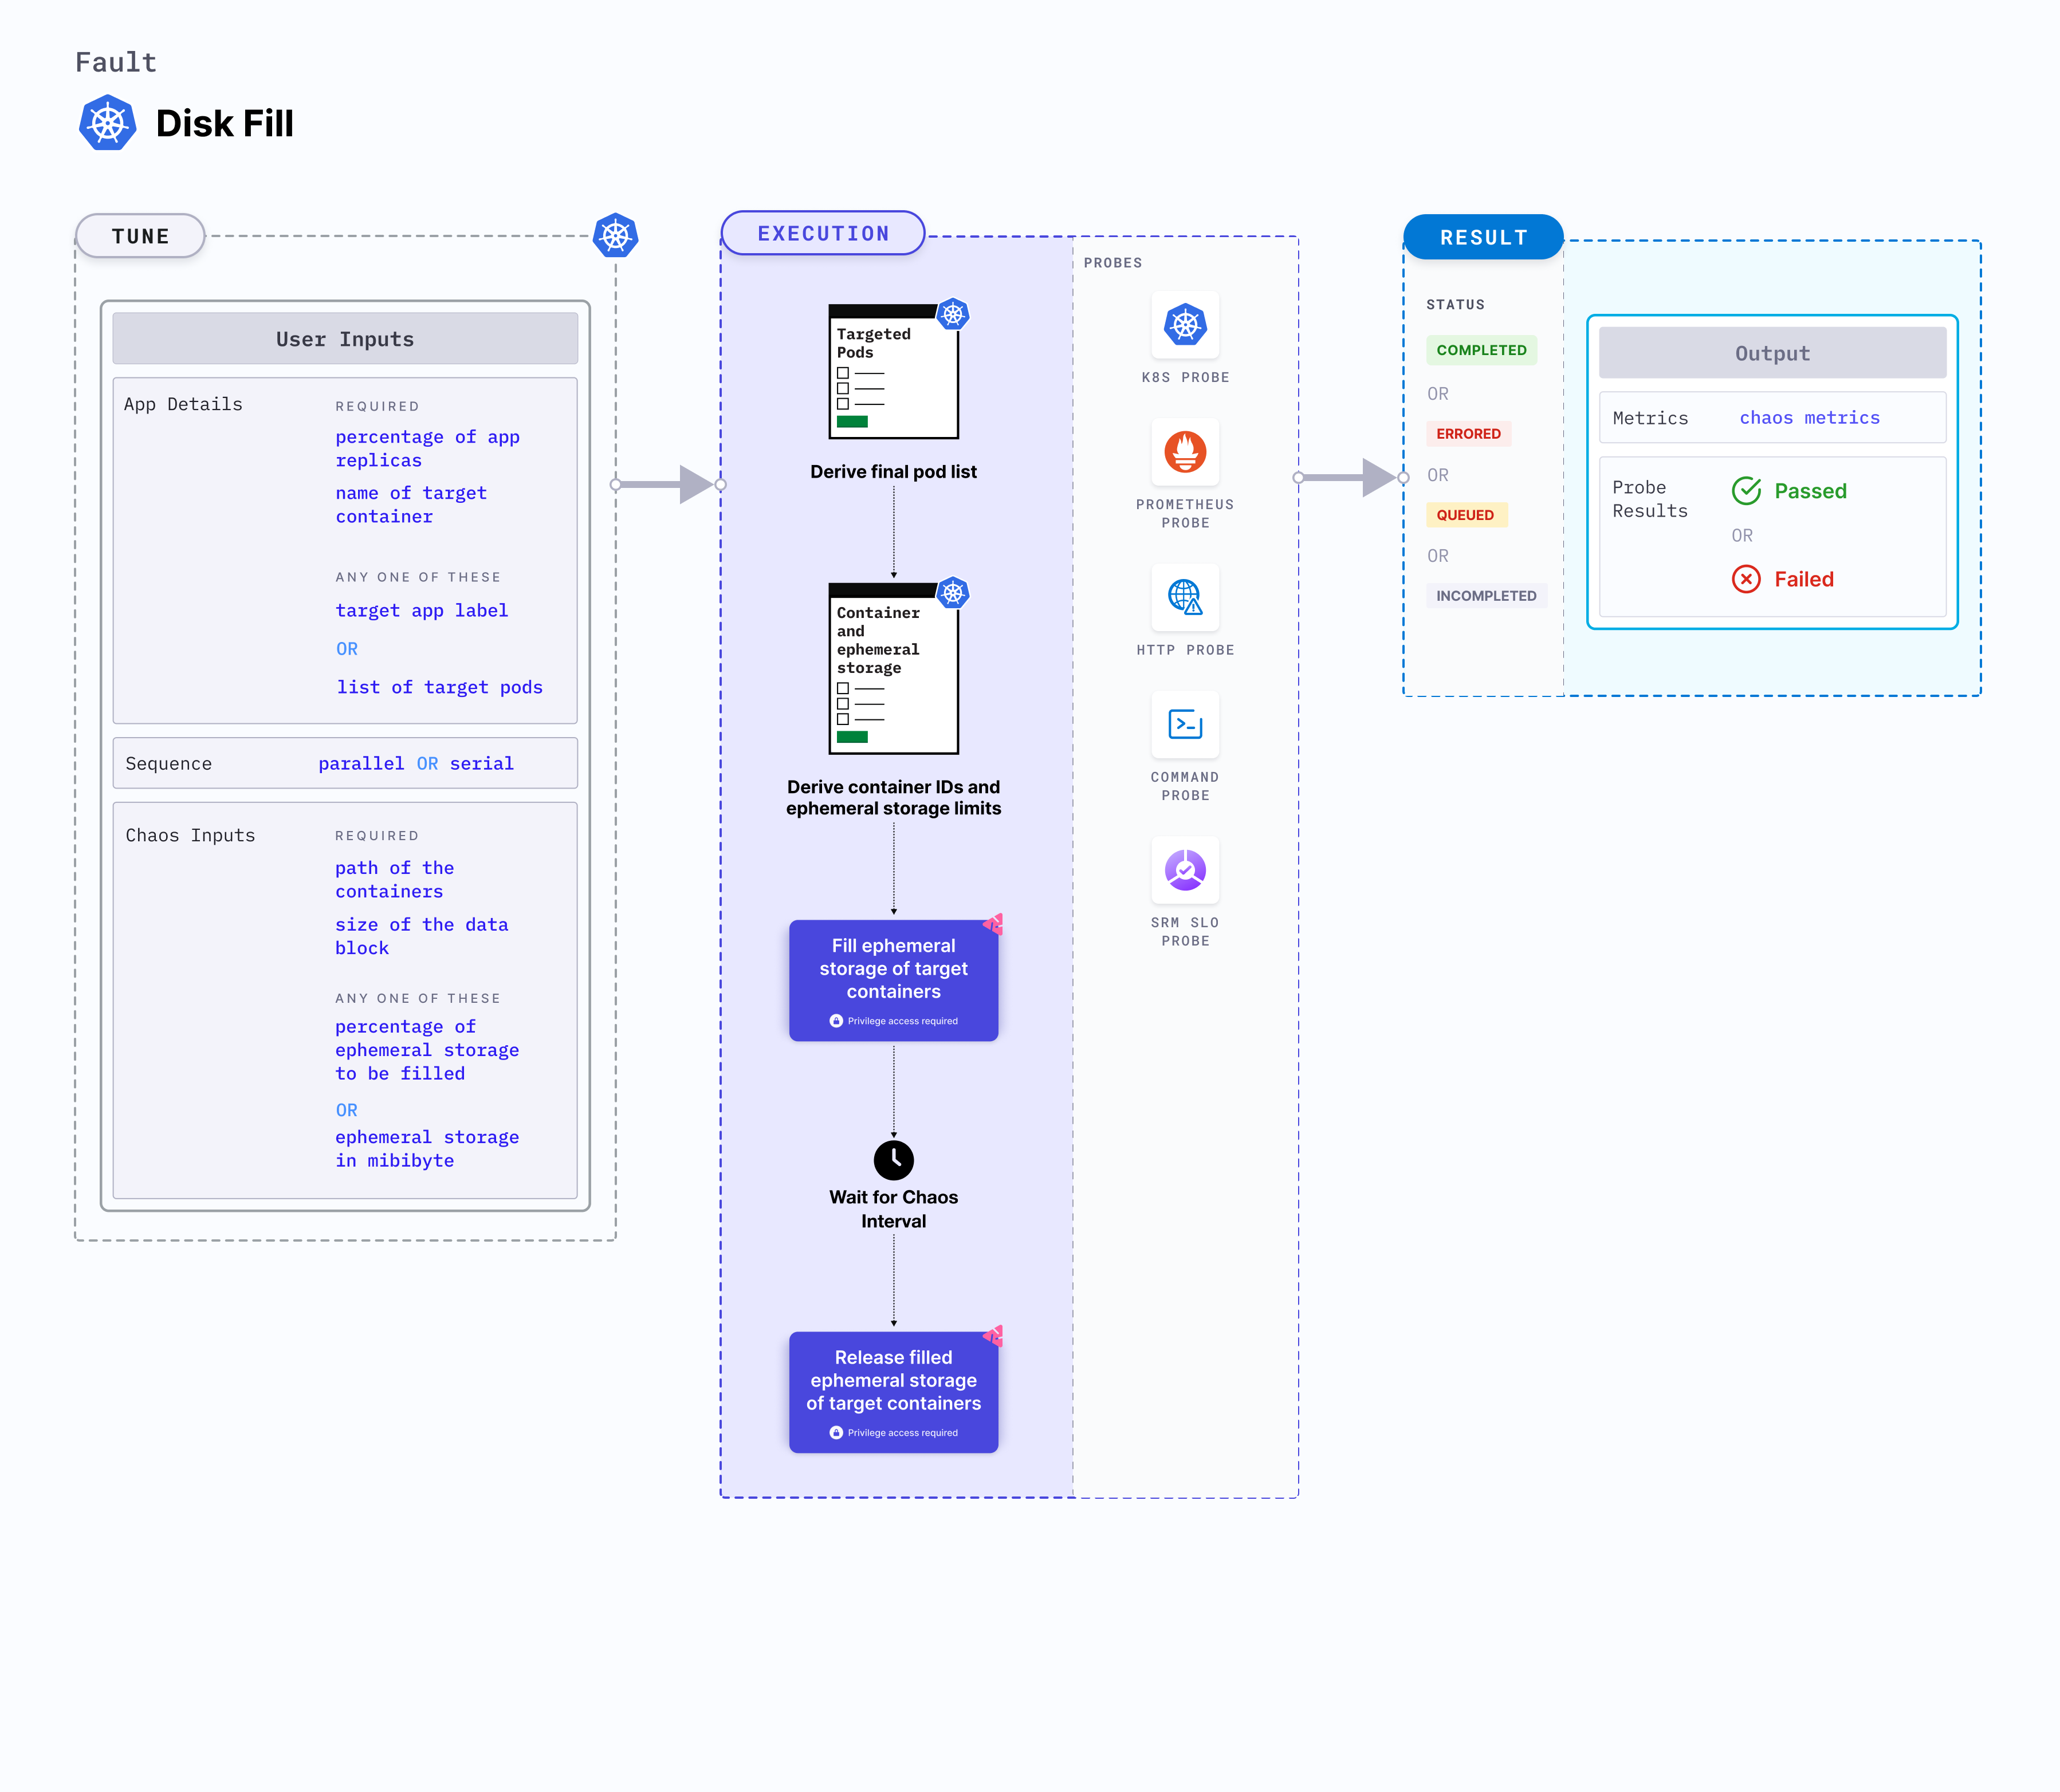 Fault
Disk Fill
TUNE
User Inputs
App Details
REQUIRED
percentage of app
replicas
name of target
container
ANY ONE OF THESE
target app label
OR
list of target pods
Sequence
parallel OR serial
Chaos Inputs
REQUIRED
path of the
containers
size of the data
block
ANY ONE OF THESE
percentage of
ephemeral storage
to be filled
OR
ephemeral storage
in mibibyte
EXECUTION
Targeted
Pods
Derive final pod list
Container
and
ephemeral
storage
Derive container IDs and
ephemeral storage limits
Fill ephemeral
storage of target
containers
Privilege access required
Wait for Chaos
Interval
Release filled
ephemeral storage
of target containers
Privilege access required
PROBES
K8S PROBE
PROMETHEUS
PROBE
HTTP PROBE
COMMAND
PROBE
SRM SLO
PROBE
RESULT
STATUS
COMPLETED
OR
ERRORED
OR
QUEUED
OR
INCOMPLETED
Output
Metrics
chaos metrics
Probe
Results
Passed
OR
Failed